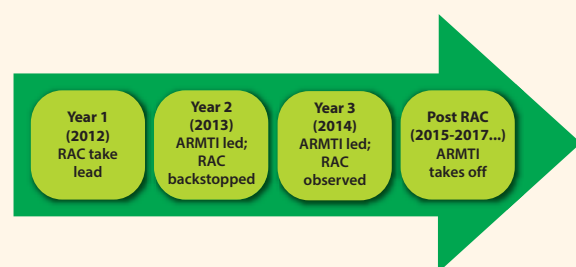 Year 1
(2012)
RAC take
lead
Year 2
(2013)
ARMTI led;
RAC
backstopped
Year 3
(2014)
ARMTI led;
RAC
observed
Post RAC
(2015-2017...)
ARMTI
takes off